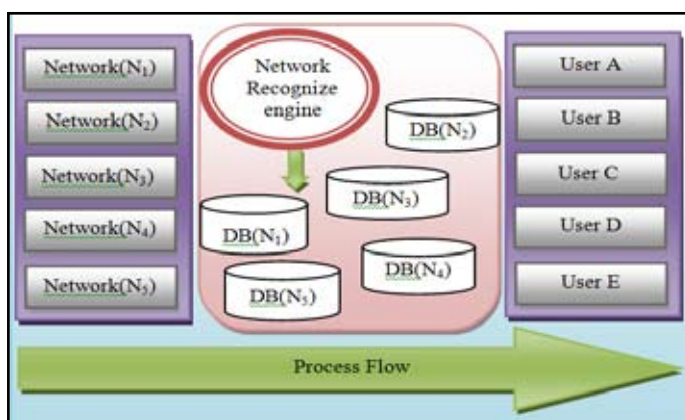 Network(N₁)
Network(N₂)
Network(N₃)
Network(N₄)
Network(N₅)
Network
Recognize
engine
DB(N₂)
DB(N₃)
DB(N₁)
DB(N₄)
DB(N₅)
User A
User B
User C
User D
User E
Process Flow